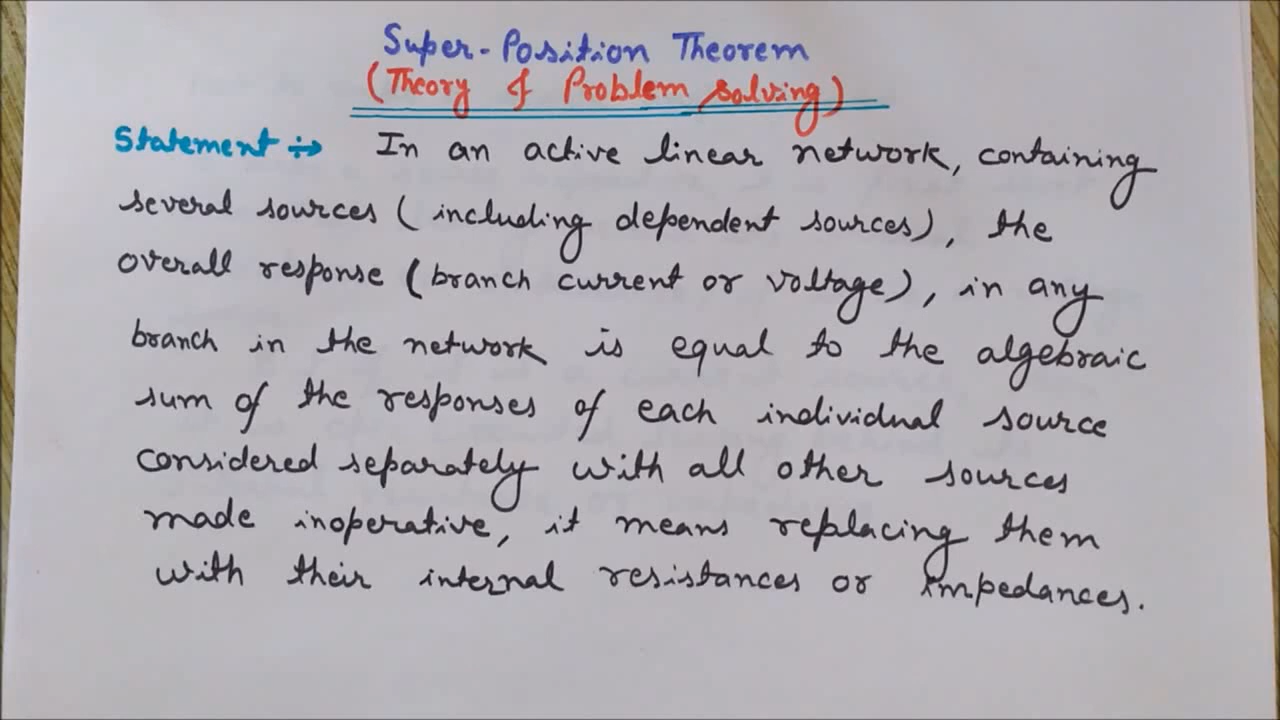 Super-Position Theorem
(Theory & Problem solving)
Statement :→ In an active linear network, containing
several sources (including dependent sources), the
overall response (branch current or voltage), in any
branch in the network is equal to the algebraic
sum of the responses of each individual source
considered separately with all other sources
made inoperative, it means replacing them
with their internal resistances or impedances.